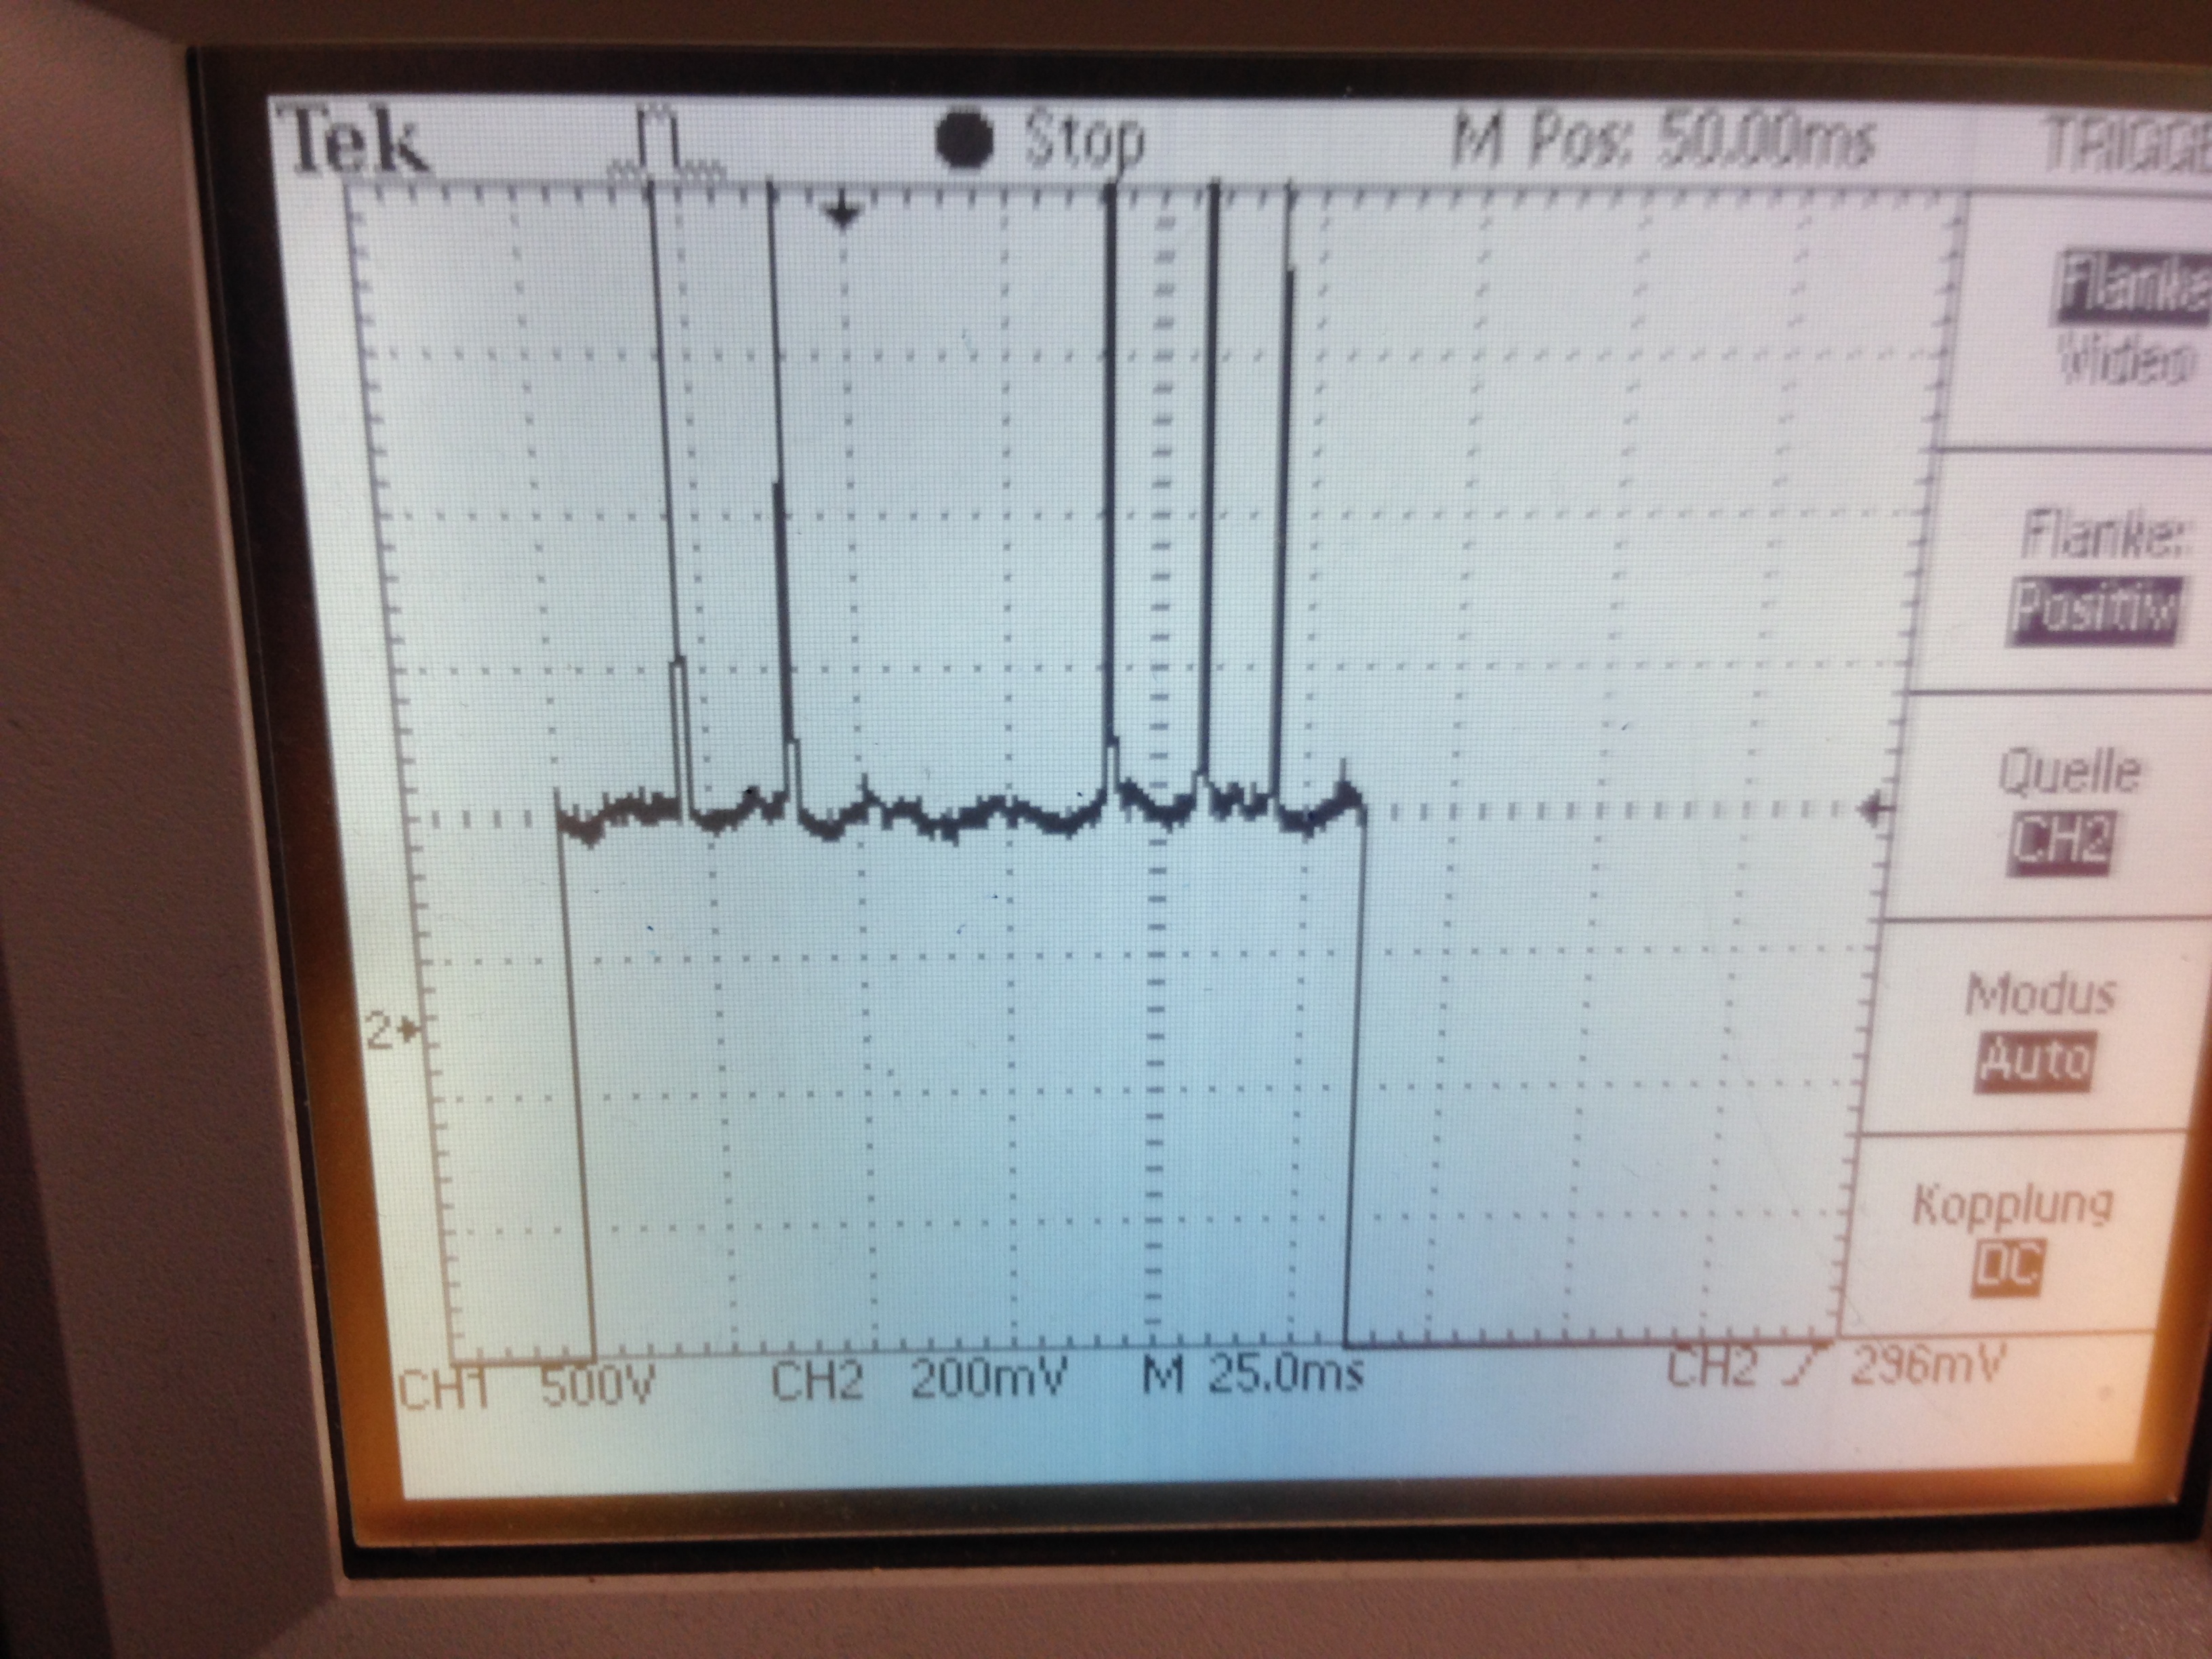 Tek Stop M Pos: 50.00ms TRIGGE
Flanke
Video
Flanke:
Positiv
Quelle
CH2
Modus
Auto
2
Kopplung
DC
CH1 500V CH2 200mV M 25.0ms CH2 296mV